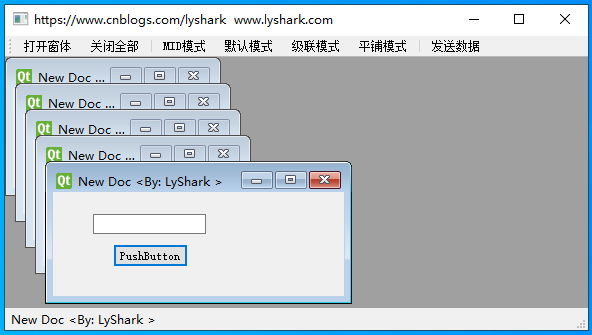 https://www.cnblogs.com/lyshark  www.lyshark.com
打开窗体 关闭全部 MID模式 默认模式 级联模式 平铺模式 发送数据
Qt New Doc ...
Qt New Doc ...
Qt New Doc ...
Qt New Doc ...
Qt New Doc <By: LyShark >
PushButton
New Doc <By: LyShark >